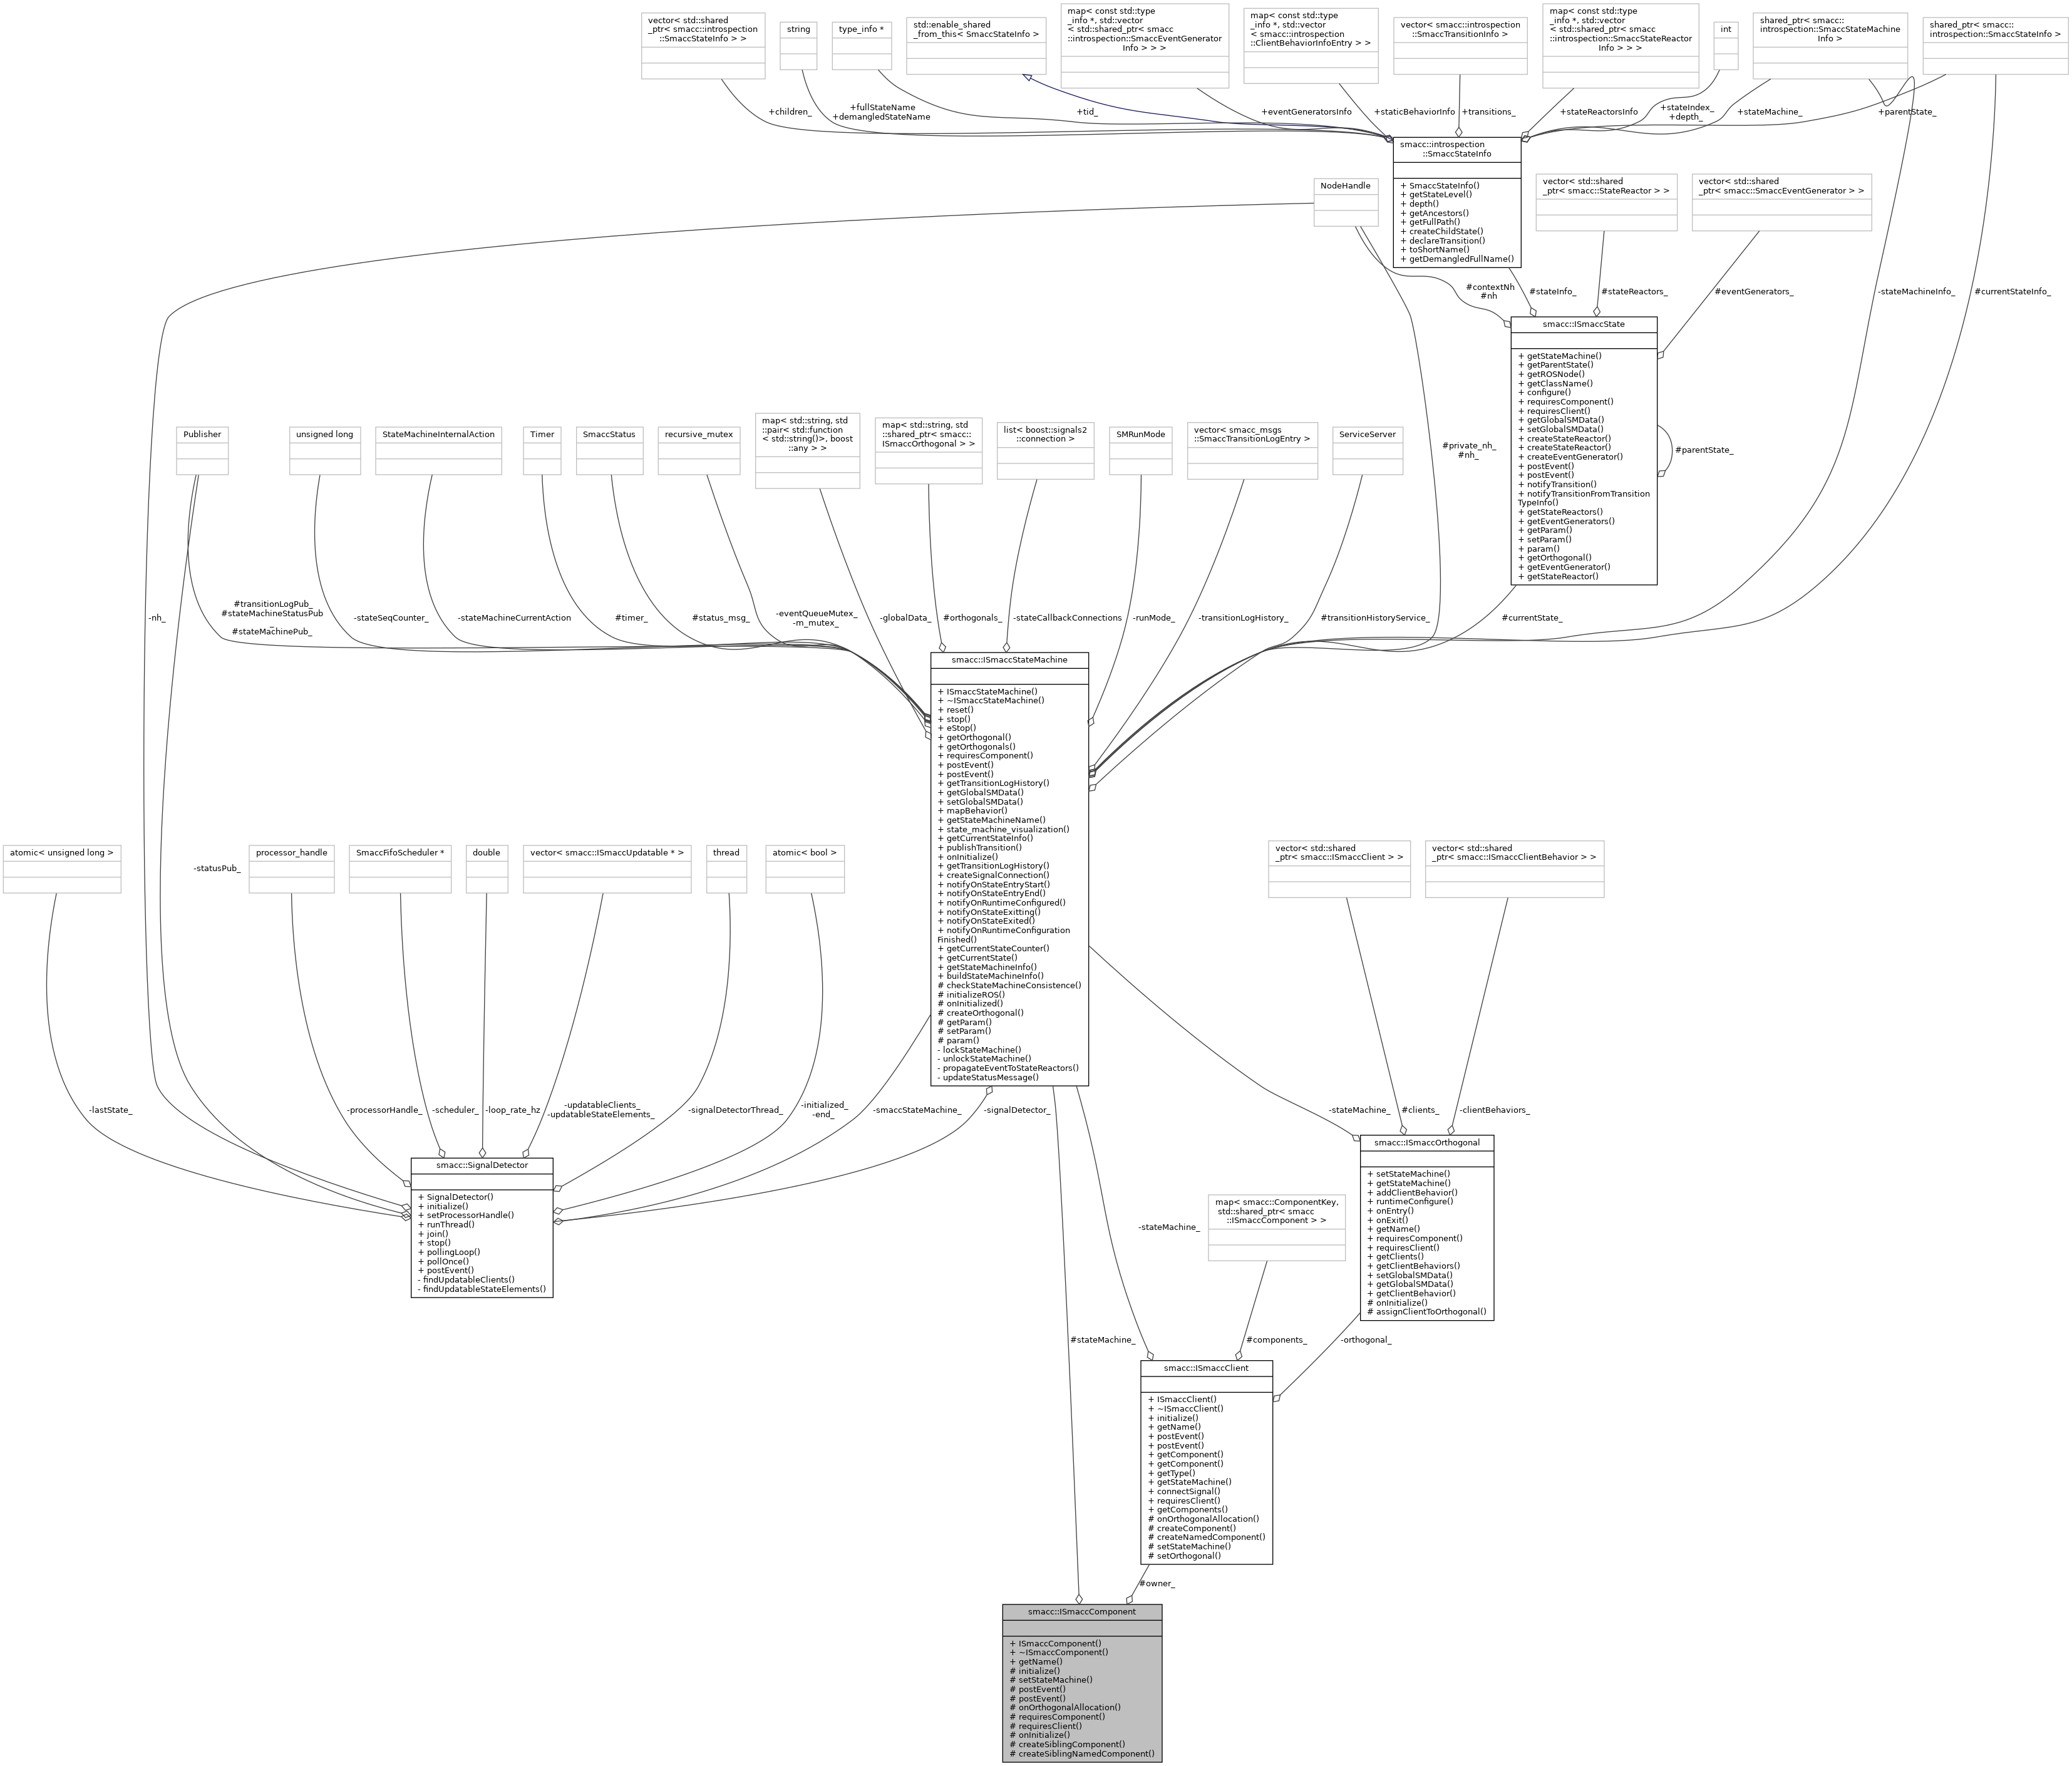 vector< std::shared
_ptr< smacc::introspection
::SmaccStateInfo > >
string
type_info *
std::enable_shared
_from_this< SmaccStateInfo >
map< const std::type
_info *, std::vector
< std::shared_ptr< smacc
::introspection::SmaccEventGenerator
Info > > >
map< const std::type
_info *, std::vector
< smacc::introspection
::ClientBehaviorInfoEntry > >
vector< smacc::introspection
::SmaccTransitionInfo >
map< const std::type
_info *, std::vector
< std::shared_ptr< smacc
::introspection::SmaccStateReactor
Info > > >
int
shared_ptr< smacc::
introspection::SmaccStateMachine
Info >
shared_ptr< smacc::
introspection::SmaccStateInfo >
+children_
+fullStateName
+demangledStateName
+tid_
+eventGeneratorsInfo
+staticBehaviorInfo
+transitions_
+stateReactorsInfo
+stateIndex_
+depth_
+stateMachine_
+parentState_
smacc::introspection
::SmaccStateInfo
+ SmaccStateInfo()
+ getStateLevel()
+ depth()
+ getAncestors()
+ getFullPath()
+ createChildState()
+ declareTransition()
+ toShortName()
+ getDemangledFullName()
NodeHandle
vector< std::shared
_ptr< smacc::StateReactor > >
vector< std::shared
_ptr< smacc::SmaccEventGenerator > >
#contextNh
#nh
#stateInfo_
#stateReactors_
#eventGenerators_
-stateMachineInfo_
#currentStateInfo_
smacc::ISmaccState
+ getStateMachine()
+ getParentState()
+ getROSNode()
+ getClassName()
+ configure()
+ requiresComponent()
+ requiresClient()
+ getGlobalSMData()
+ setGlobalSMData()
+ createStateReactor()
+ createStateReactor()
+ createEventGenerator()
+ postEvent()
+ postEvent()
+ notifyTransition()
+ notifyTransitionFromTransition
TypeInfo()
+ getStateReactors()
+ getEventGenerators()
+ getParam()
+ setParam()
+ param()
+ getOrthogonal()
+ getEventGenerator()
+ getStateReactor()
#parentState_
Publisher
unsigned long
StateMachineInternalAction
Timer
SmaccStatus
recursive_mutex
map< std::string, std
::pair< std::function
< std::string()>, boost
::any > >
map< std::string, std
::shared_ptr< smacc::
ISmaccOrthogonal > >
list< boost::signals2
::connection >
SMRunMode
vector< smacc_msgs
::SmaccTransitionLogEntry >
ServiceServer
#private_nh_
#nh_
-nh_
#transitionLogPub_
#stateMachineStatusPub
_
#stateMachinePub_
-stateSeqCounter_
-stateMachineCurrentAction
#timer_
#status_msg_
-eventQueueMutex_
-m_mutex_
-globalData_
#orthogonals_
-stateCallbackConnections
-runMode_
-transitionLogHistory_
#transitionHistoryService_
#currentState_
smacc::ISmaccStateMachine
+ ISmaccStateMachine()
+ ~ISmaccStateMachine()
+ reset()
+ stop()
+ eStop()
+ getOrthogonal()
+ getOrthogonals()
+ requiresComponent()
+ postEvent()
+ postEvent()
+ getTransitionLogHistory()
+ getGlobalSMData()
+ setGlobalSMData()
+ mapBehavior()
+ getStateMachineName()
+ state_machine_visualization()
+ getCurrentStateInfo()
+ publishTransition()
+ onInitialize()
+ getTransitionLogHistory()
+ createSignalConnection()
+ notifyOnStateEntryStart()
+ notifyOnStateEntryEnd()
+ notifyOnRuntimeConfigured()
+ notifyOnStateExitting()
+ notifyOnStateExited()
+ notifyOnRuntimeConfiguration
Finished()
+ getCurrentStateCounter()
+ getCurrentState()
+ getStateMachineInfo()
+ buildStateMachineInfo()
# checkStateMachineConsistence()
# initializeROS()
# onInitialized()
# createOrthogonal()
# getParam()
# setParam()
# param()
- lockStateMachine()
- unlockStateMachine()
- propagateEventToStateReactors()
- updateStatusMessage()
atomic< unsigned long >
-statusPub_
processor_handle
SmaccFifoScheduler *
double
vector< smacc::ISmaccUpdatable * >
thread
atomic< bool >
vector< std::shared
_ptr< smacc::ISmaccClient > >
vector< std::shared
_ptr< smacc::ISmaccClientBehavior > >
-lastState_
-processorHandle_
-scheduler_
-loop_rate_hz
-updatableClients_
-updatableStateElements_
-signalDetectorThread_
-initialized_
-end_
-smaccStateMachine_
-signalDetector_
-stateMachine_
#clients_
-clientBehaviors_
smacc::SignalDetector
+ SignalDetector()
+ initialize()
+ setProcessorHandle()
+ runThread()
+ join()
+ stop()
+ pollingLoop()
+ pollOnce()
+ postEvent()
- findUpdatableClients()
- findUpdatableStateElements()
smacc::ISmaccOrthogonal
+ setStateMachine()
+ getStateMachine()
+ addClientBehavior()
+ runtimeConfigure()
+ onEntry()
+ onExit()
+ getName()
+ requiresComponent()
+ requiresClient()
+ getClients()
+ getClientBehaviors()
+ setGlobalSMData()
+ getGlobalSMData()
+ getClientBehavior()
# onInitialize()
# assignClientToOrthogonal()
map< smacc::ComponentKey,
std::shared_ptr< smacc
::ISmaccComponent > >
-stateMachine_
#stateMachine_
#components_
-orthogonal_
smacc::ISmaccClient
+ ISmaccClient()
+ ~ISmaccClient()
+ initialize()
+ getName()
+ postEvent()
+ postEvent()
+ getComponent()
+ getComponent()
+ getType()
+ getStateMachine()
+ connectSignal()
+ requiresClient()
+ getComponents()
# onOrthogonalAllocation()
# createComponent()
# createNamedComponent()
# setStateMachine()
# setOrthogonal()
#owner_
smacc::ISmaccComponent
+ ISmaccComponent()
+ ~ISmaccComponent()
+ getName()
# initialize()
# setStateMachine()
# postEvent()
# postEvent()
# onOrthogonalAllocation()
# requiresComponent()
# requiresClient()
# onInitialize()
# createSiblingComponent()
# createSiblingNamedComponent()